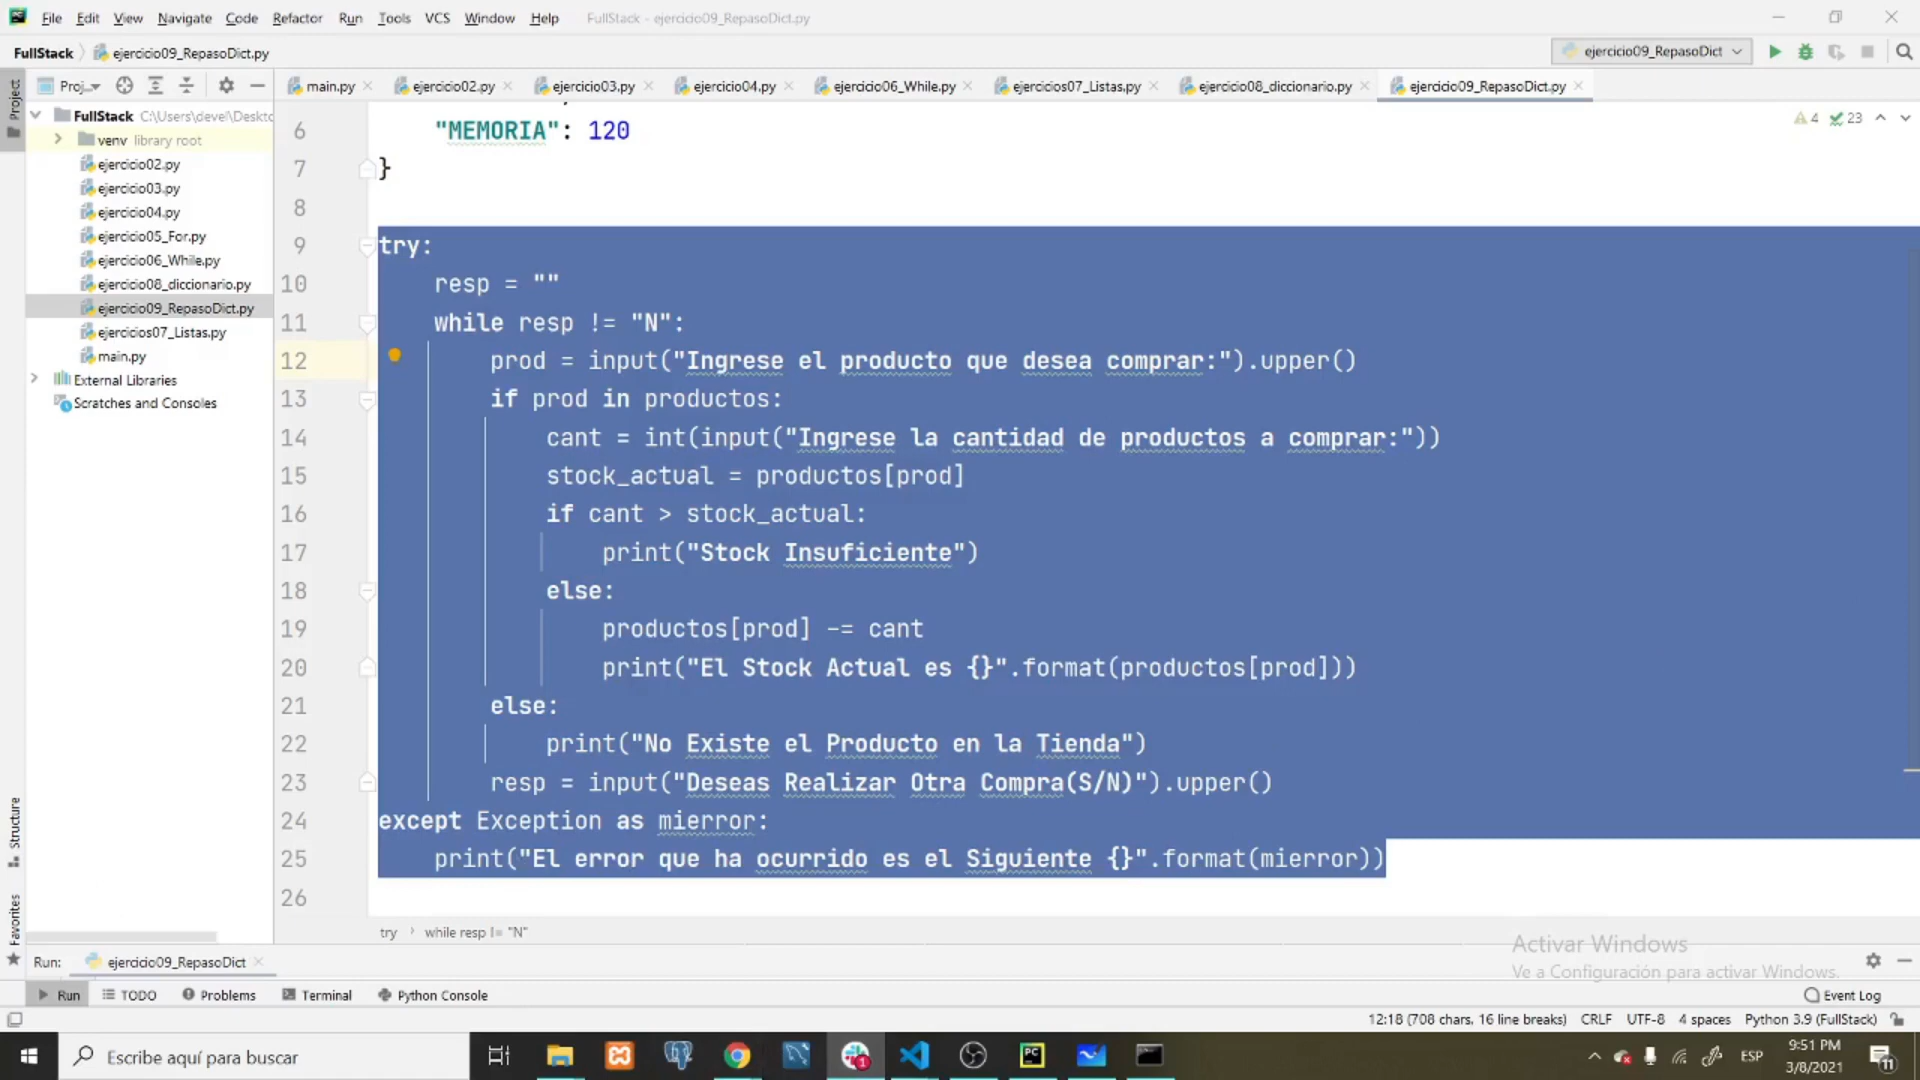 File Edit View Navigate Code Refactor Run Tools VCS Window Help FullStack - ejercicio09_RepasoDict.py
FullStack ejercicio09_RepasoDict.py
ejercicio09_RepasoDict
Project
Proj...
main.py ejercicio02.py ejercicio03.py ejercicio04.py ejercicio06_While.py ejercicios07_Listas.py ejercicio08_diccionario.py ejercicio09_RepasoDict.py
FullStack C:\Users\devel\Deskto
venv library root
ejercicio02.py
ejercicio03.py
ejercicio04.py
ejercicio05_For.py
ejercicio06_While.py
ejercicio08_diccionario.py
ejercicio09_RepasoDict.py
ejercicios07_Listas.py
main.py
External Libraries
Scratches and Consoles
4 23
6 "MEMORIA": 120
7 }
8
9 try:
10 resp = ""
11 while resp != "N":
12 prod = input("Ingrese el producto que desea comprar:").upper()
13 if prod in productos:
14 cant = int(input("Ingrese la cantidad de productos a comprar:"))
15 stock_actual = productos[prod]
16 if cant > stock_actual:
17 print("Stock Insuficiente")
18 else:
19 productos[prod] -= cant
20 print("El Stock Actual es {}".format(productos[prod]))
21 else:
22 print("No Existe el Producto en la Tienda")
23 resp = input("Deseas Realizar Otra Compra(S/N)").upper()
24 except Exception as mierror:
25 print("El error que ha ocurrido es el Siguiente {}".format(mierror))
26
try while resp != "N"
Structure
Favorites
Activar Windows
Ve a Configuración para activar Windows.
Run: ejercicio09_RepasoDict
Run TODO Problems Terminal Python Console Event Log
12:18 (708 chars, 16 line breaks) CRLF UTF-8 4 spaces Python 3.9 (FullStack)
Escribe aquí para buscar
1
PC
ESP
9:51 PM
3/8/2021
11